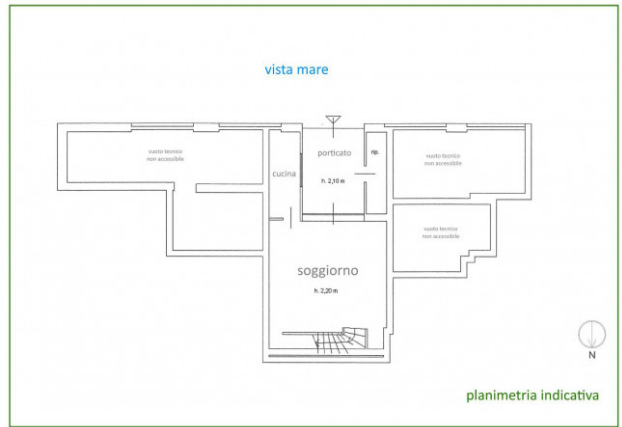 vista mare
vuoto tecnico
non accessibile
porticato
h. 2,10 m
rip.
vuoto tecnico
non accessibile
cucina
vuoto tecnico
non accessibile
soggiorno
h. 2,20 m
N
planimetria indicativa